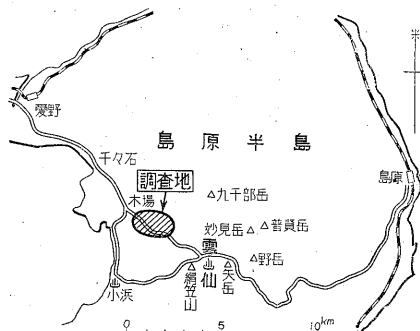 愛野
島原半島
千々石
調査地
木場
九千部岳
島原
妙見岳
普賢岳
雲仙
野岳
矢岳
絹笠山
小浜
0 5 10km